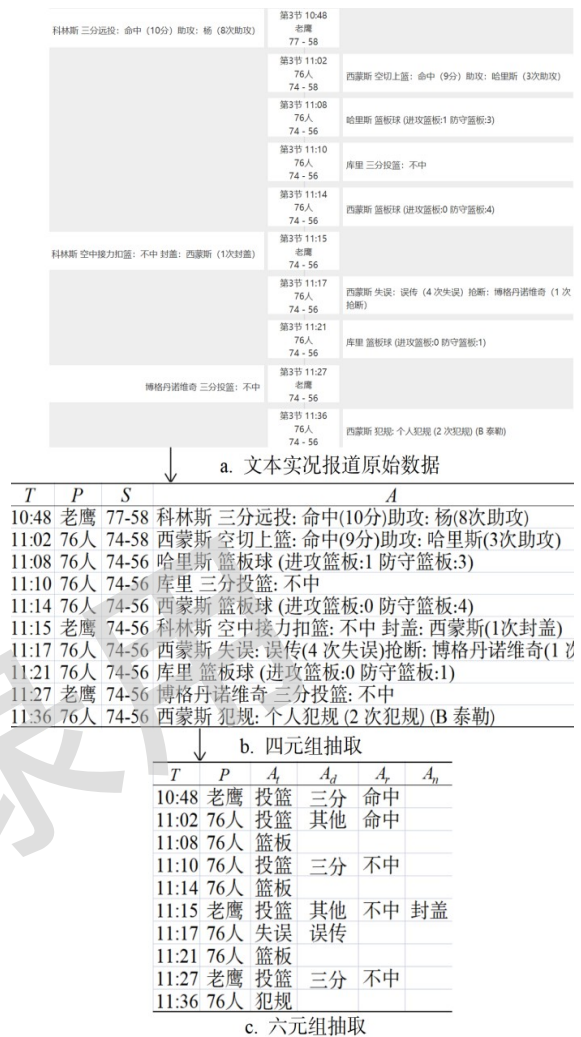 第3节 10:48
老鹰
77 - 58
科林斯 三分远投：命中（10分）助攻：杨（8次助攻）
第3节 11:02
76人
74 - 58
西蒙斯 空切上篮：命中（9分）助攻：哈里斯（3次助攻）
第3节 11:08
76人
74 - 56
哈里斯 篮板球 (进攻篮板:1 防守篮板:3)
第3节 11:10
76人
74 - 56
库里 三分投篮：不中
第3节 11:14
76人
74 - 56
西蒙斯 篮板球 (进攻篮板:0 防守篮板:4)
第3节 11:15
老鹰
74 - 56
科林斯 空中接力扣篮：不中 封盖：西蒙斯（1次封盖）
第3节 11:17
76人
74 - 56
西蒙斯 失误：误传（4 次失误）抢断：博格丹诺维奇（1 次
抢断）
第3节 11:21
76人
74 - 56
库里 篮板球 (进攻篮板:0 防守篮板:1)
第3节 11:27
老鹰
74 - 56
博格丹诺维奇 三分投篮：不中
第3节 11:36
76人
74 - 56
西蒙斯 犯规: 个人犯规 (2 次犯规) (B 泰勒)
a. 文本实况报道原始数据
T P S A
10:48 老鹰 77-58 科林斯 三分远投: 命中(10分)助攻: 杨(8次助攻)
11:02 76人 74-58 西蒙斯 空切上篮: 命中(9分)助攻: 哈里斯(3次助攻)
11:08 76人 74-56 哈里斯 篮板球 (进攻篮板:1 防守篮板:3)
11:10 76人 74-56 库里 三分投篮: 不中
11:14 76人 74-56 西蒙斯 篮板球 (进攻篮板:0 防守篮板:4)
11:15 老鹰 74-56 科林斯 空中接力扣篮: 不中 封盖: 西蒙斯(1次封盖)
11:17 76人 74-56 西蒙斯 失误: 误传(4 次失误)抢断: 博格丹诺维奇(1
11:21 76人 74-56 库里 篮板球 (进攻篮板:0 防守篮板:1)
11:27 老鹰 74-56 博格丹诺维奇 三分投篮: 不中
11:36 76人 74-56 西蒙斯 犯规: 个人犯规 (2 次犯规) (B 泰勒)
b. 四元组抽取
T P At Ad Ar An
10:48 老鹰 投篮 三分 命中
11:02 76人 投篮 其他 命中
11:08 76人 篮板
11:10 76人 投篮 三分 不中
11:14 76人 篮板
11:15 老鹰 投篮 其他 不中 封盖
11:17 76人 失误 误传
11:21 76人 篮板
11:27 老鹰 投篮 三分 不中
11:36 76人 犯规
c. 六元组抽取